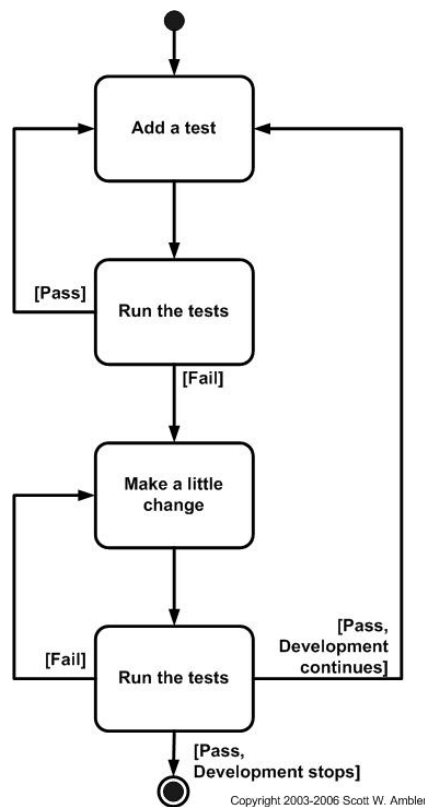 Add a test
[Pass]
Run the tests
[Fail]
Make a little
change
[Pass,
Development
continues]
[Fail]
Run the tests
[Pass,
Development stops]
Copyright 2003-2006 Scott W. Ambler